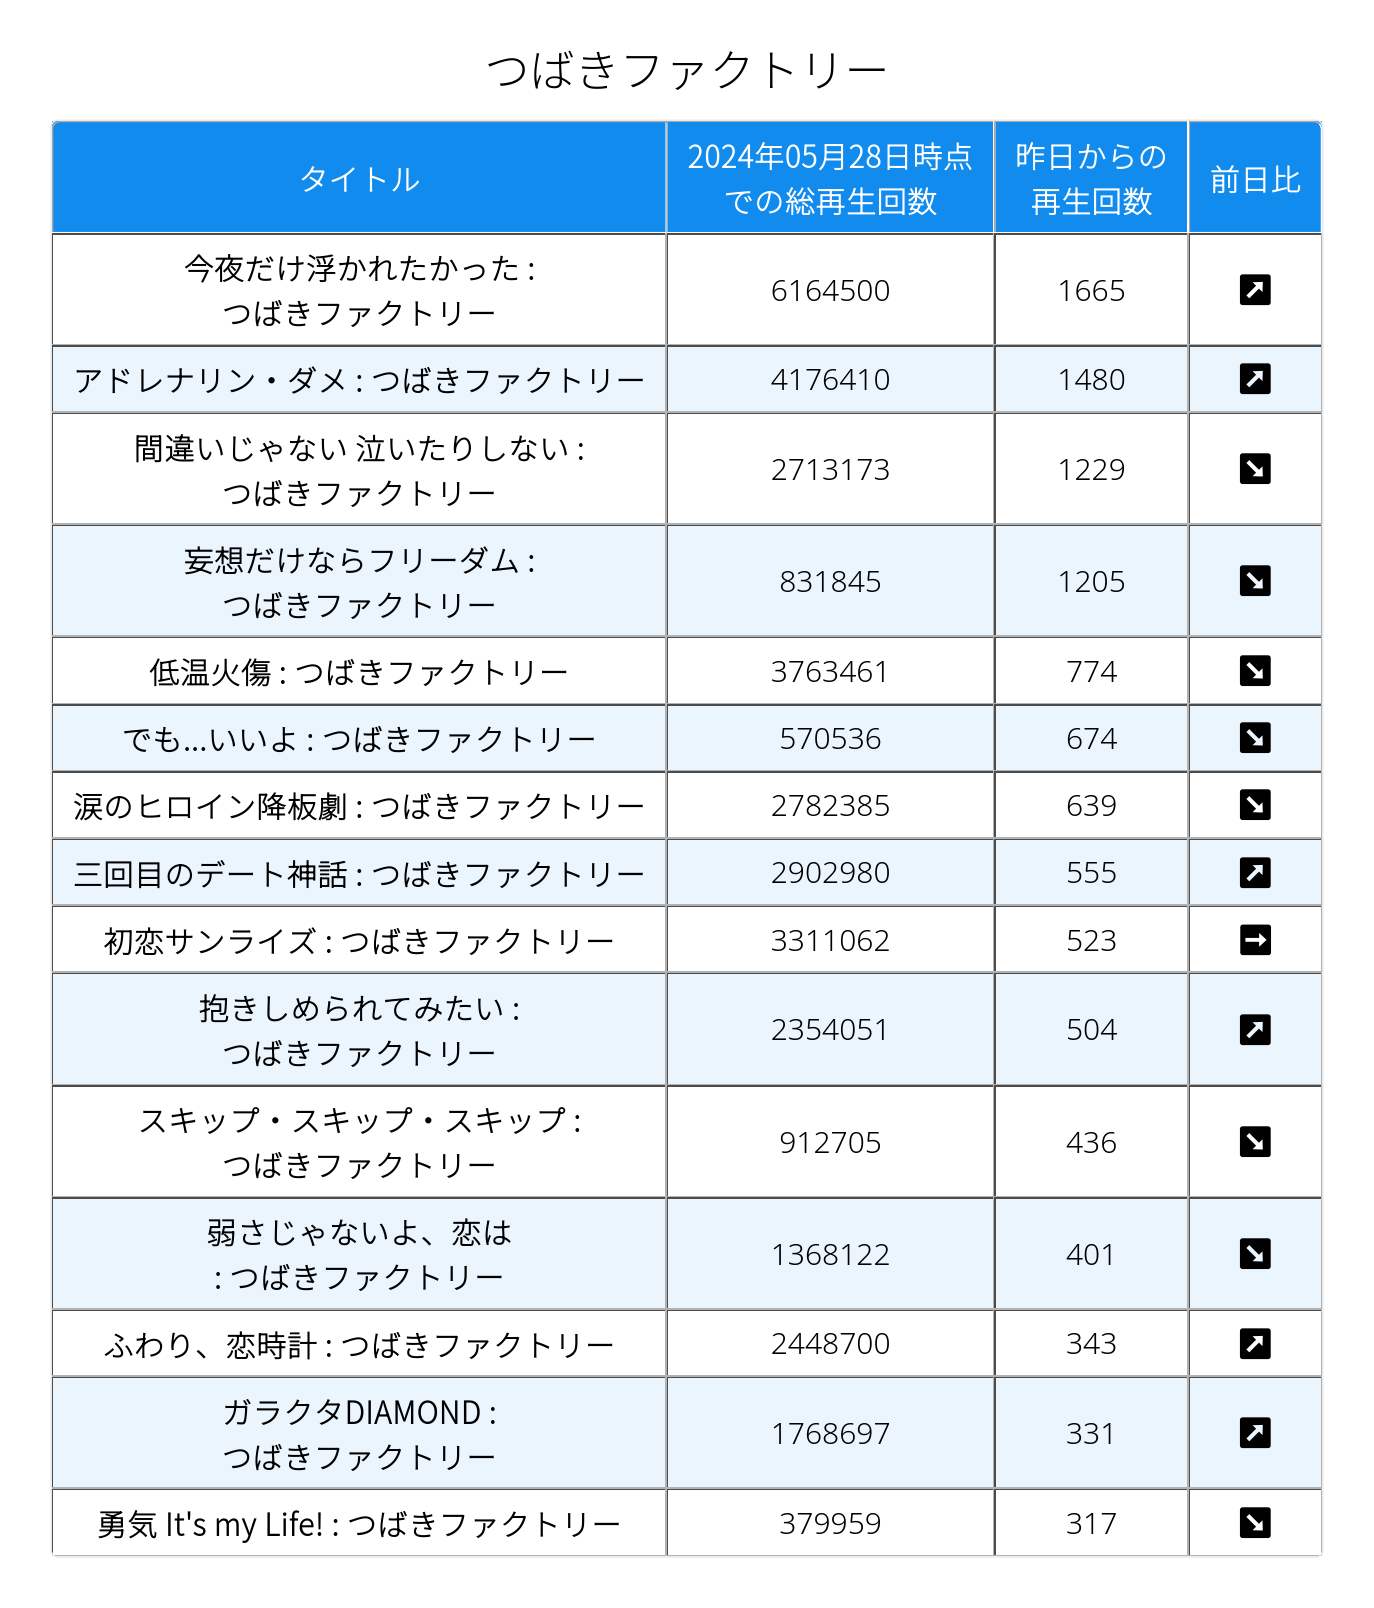 つばきファクトリー
タイトル
2024年05月28日時点
での総再生回数
昨日からの
再生回数
前日比
今夜だけ浮かれたかった :
つばきファクトリー
6164500
1665
↗
アドレナリン・ダメ : つばきファクトリー
4176410
1480
↗
間違いじゃない 泣いたりしない :
つばきファクトリー
2713173
1229
↘
妄想だけならフリーダム :
つばきファクトリー
831845
1205
↘
低温火傷 : つばきファクトリー
3763461
774
↘
でも...いいよ : つばきファクトリー
570536
674
↘
涙のヒロイン降板劇 : つばきファクトリー
2782385
639
↘
三回目のデート神話 : つばきファクトリー
2902980
555
↗
初恋サンライズ : つばきファクトリー
3311062
523
→
抱きしめられてみたい :
つばきファクトリー
2354051
504
↗
スキップ・スキップ・スキップ :
つばきファクトリー
912705
436
↘
弱さじゃないよ、恋は
: つばきファクトリー
1368122
401
↘
ふわり、恋時計 : つばきファクトリー
2448700
343
↗
ガラクタDIAMOND :
つばきファクトリー
1768697
331
↗
勇気 It's my Life! : つばきファクトリー
379959
317
↘